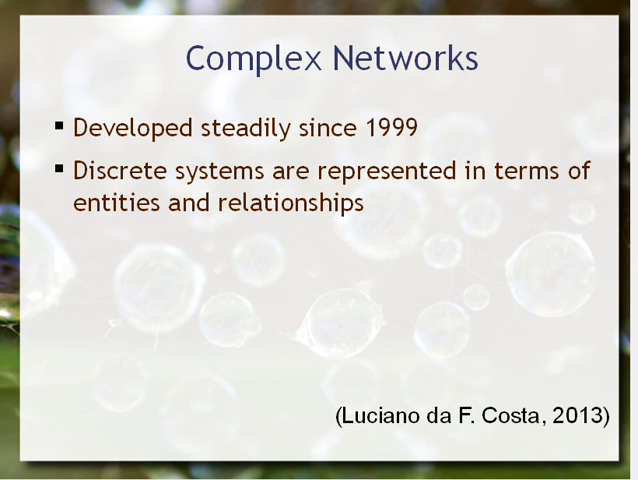 Complex Networks
▪ Developed steadily since 1999
▪ Discrete systems are represented in terms of
entities and relationships
(Luciano da F. Costa, 2013)